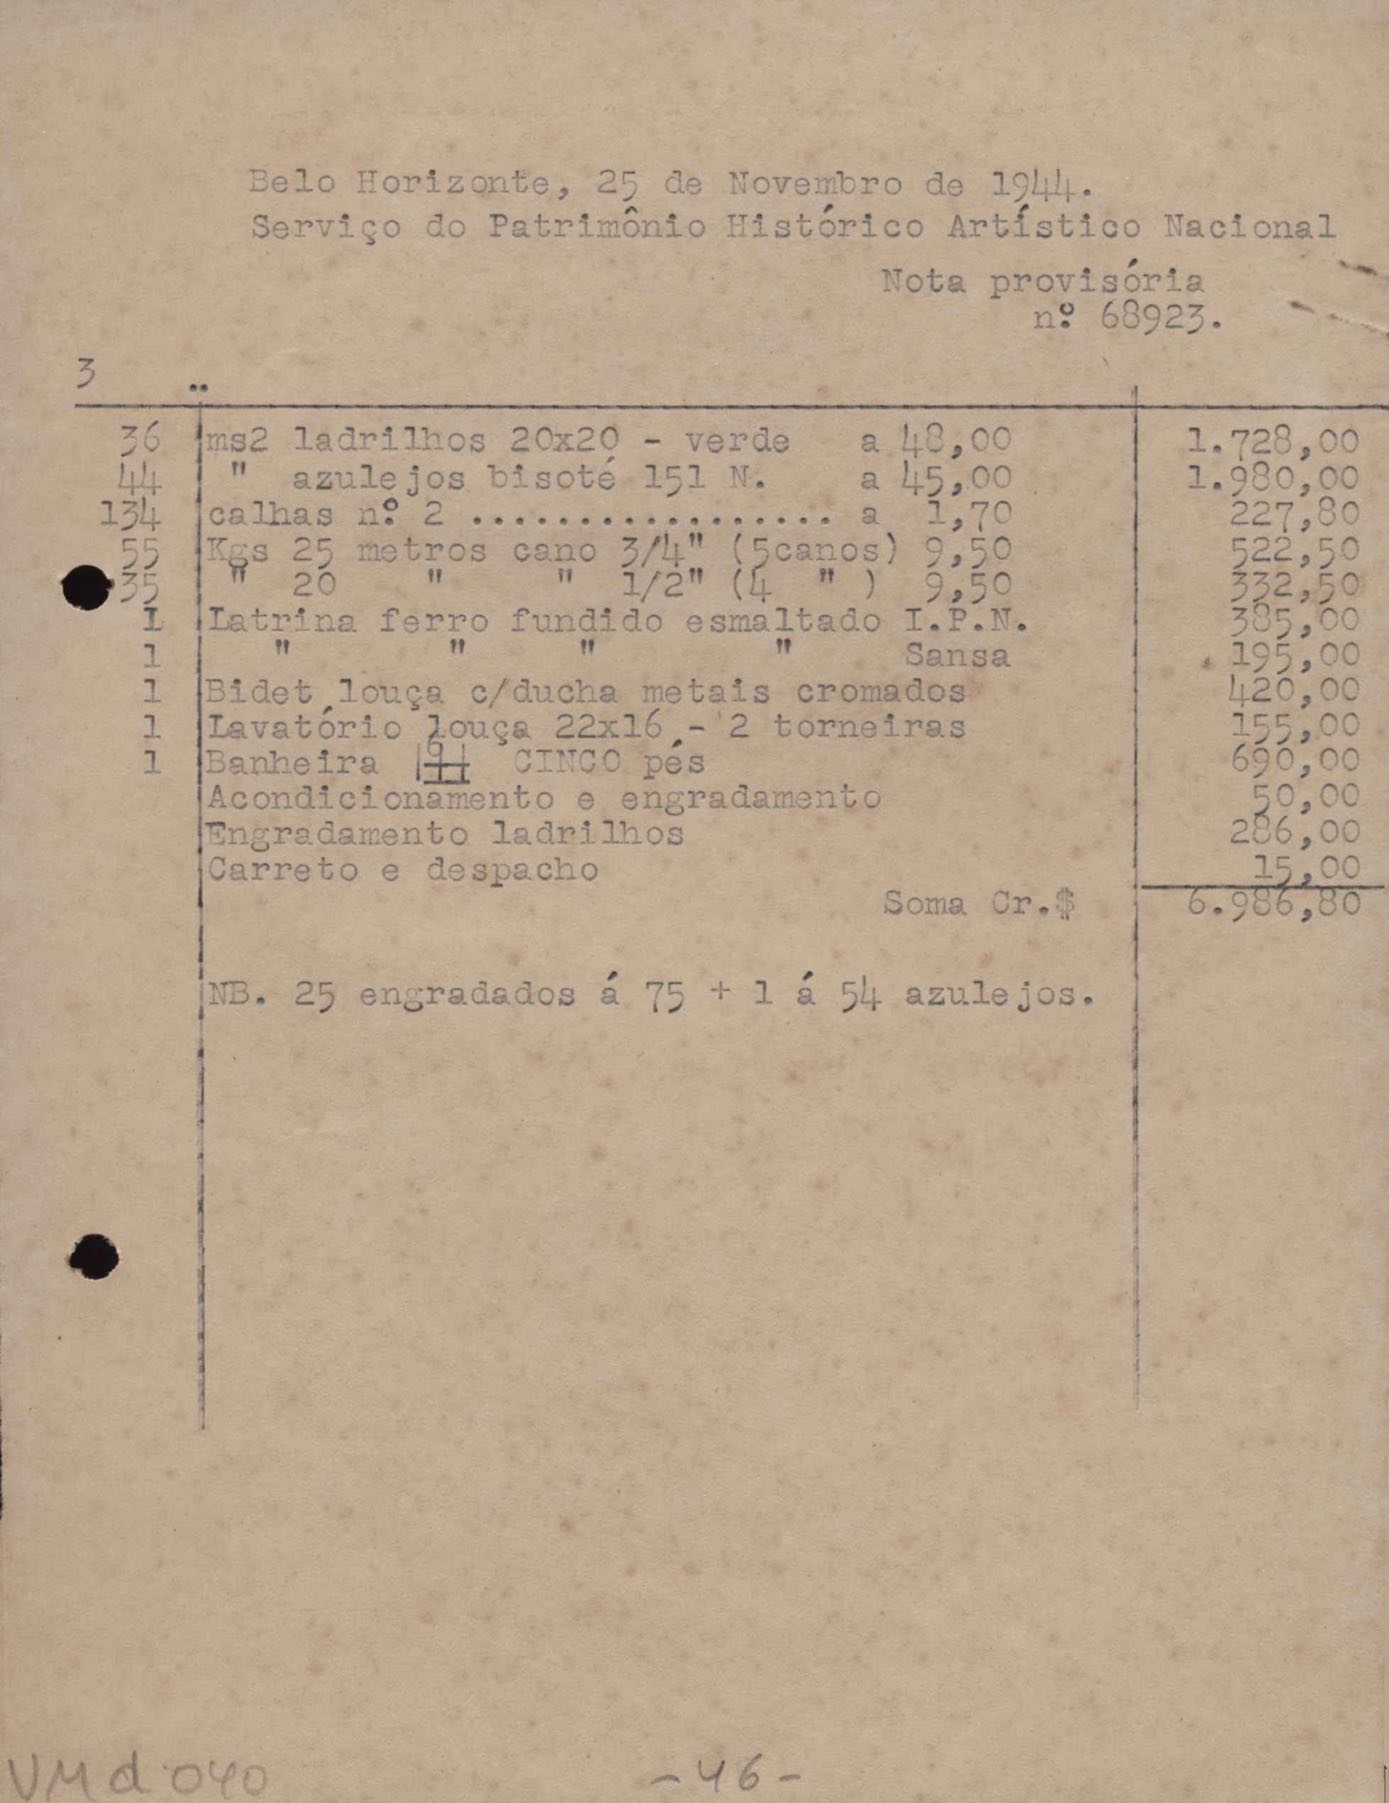 Belo Horizonte, 25 de Novembro de 1944.
Serviço do Patrimônio Histórico Artístico Nacional
Nota provisória
nº 68923.
3 ..
36 ms2 ladrilhos 20x20 - verde a 48,00 1.728,00
44 " azulejos bisoté 151 N. a 45,00 1.980,00
134 calhas nº 2 ................. a 1,70 227,80
55 Kgs 25 metros cano 3/4" (5canos) 9,50 522,50
35 " 20 " " 1/2" (4 " ) 9,50 332,50
1 Latrina ferro fundido esmaltado I.P.N. 385,00
1 " " " " Sansa 195,00
1 Bidet louça c/ducha metais cromados 420,00
1 Lavatório louça 22x16 - 2 torneiras 155,00
1 Banheira CINCO pés 690,00
Acondicionamento e engradamento 50,00
Engradamento ladrilhos 286,00
Carreto e despacho 15,00
Soma Cr.$ 6.986,80
NB. 25 engradados á 75 + 1 á 54 azulejos.
VMd 040 -46-